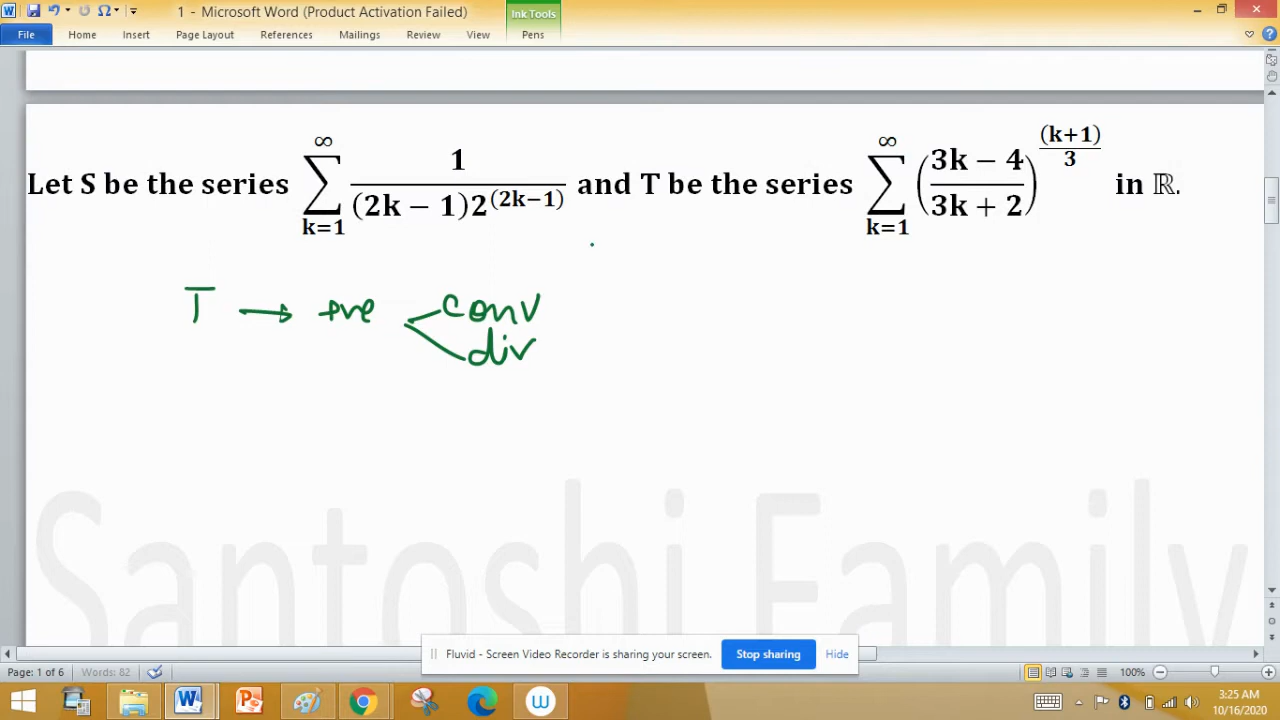 1 - Microsoft Word (Product Activation Failed)
Ink Tools
File Home Insert Page Layout References Mailings Review View Pens
Let S be the series ∑_{k=1}^{∞} 1/((2k − 1)2^{(2k−1)}) and T be the series ∑_{k=1}^{∞} ((3k − 4)/(3k + 2))^{(k+1)/3} in ℝ.
T → +ve < conv
div
Santoshi Family
Fluvid - Screen Video Recorder is sharing your screen. Stop sharing Hide
Page: 1 of 6 Words: 82 100%
3:25 AM
10/16/2020